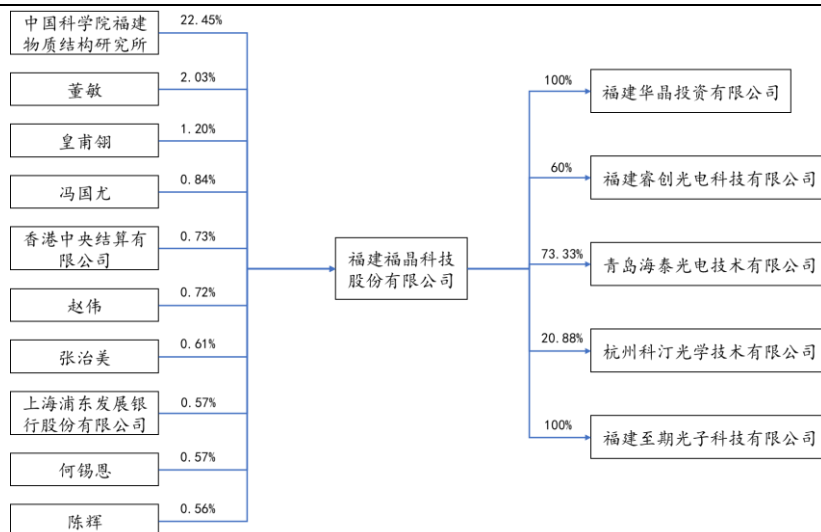 中国科学院福建
物质结构研究所
22.45%
董敏
2.03%
皇甫翎
1.20%
冯国尤
0.84%
香港中央结算有
限公司
0.73%
赵伟
0.72%
张治美
0.61%
上海浦东发展银
行股份有限公司
0.57%
何锡恩
0.57%
陈辉
0.56%
福建福晶科技
股份有限公司
100%
福建华晶投资有限公司
60%
福建睿创光电科技有限公司
73.33%
青岛海泰光电技术有限公司
20.88%
杭州科汀光学技术有限公司
100%
福建至期光子科技有限公司